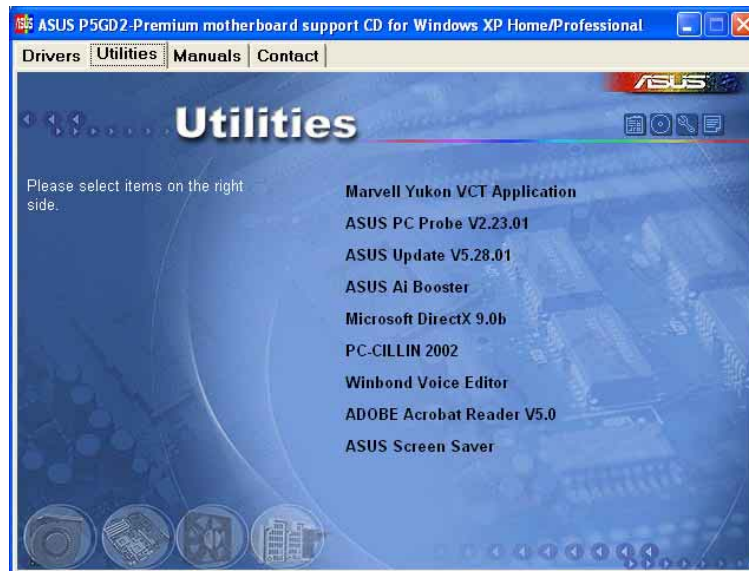 ASUS P5GD2-Premium motherboard support CD for Windows XP Home/Professional
Drivers Utilities Manuals Contact
ASUS
Utilities
Please select items on the right
side.
Marvell Yukon VCT Application
ASUS PC Probe V2.23.01
ASUS Update V5.28.01
ASUS Ai Booster
Microsoft DirectX 9.0b
PC-CILLIN 2002
Winbond Voice Editor
ADOBE Acrobat Reader V5.0
ASUS Screen Saver